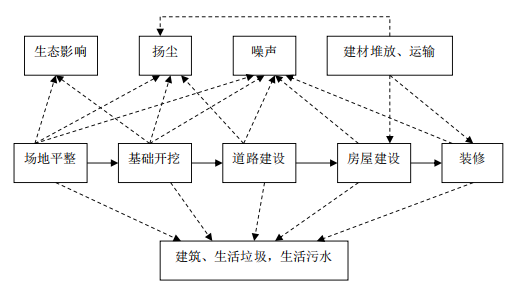 生态影响
扬尘
噪声
建材堆放、运输
场地平整
基础开挖
道路建设
房屋建设
装修
建筑、生活垃圾，生活污水